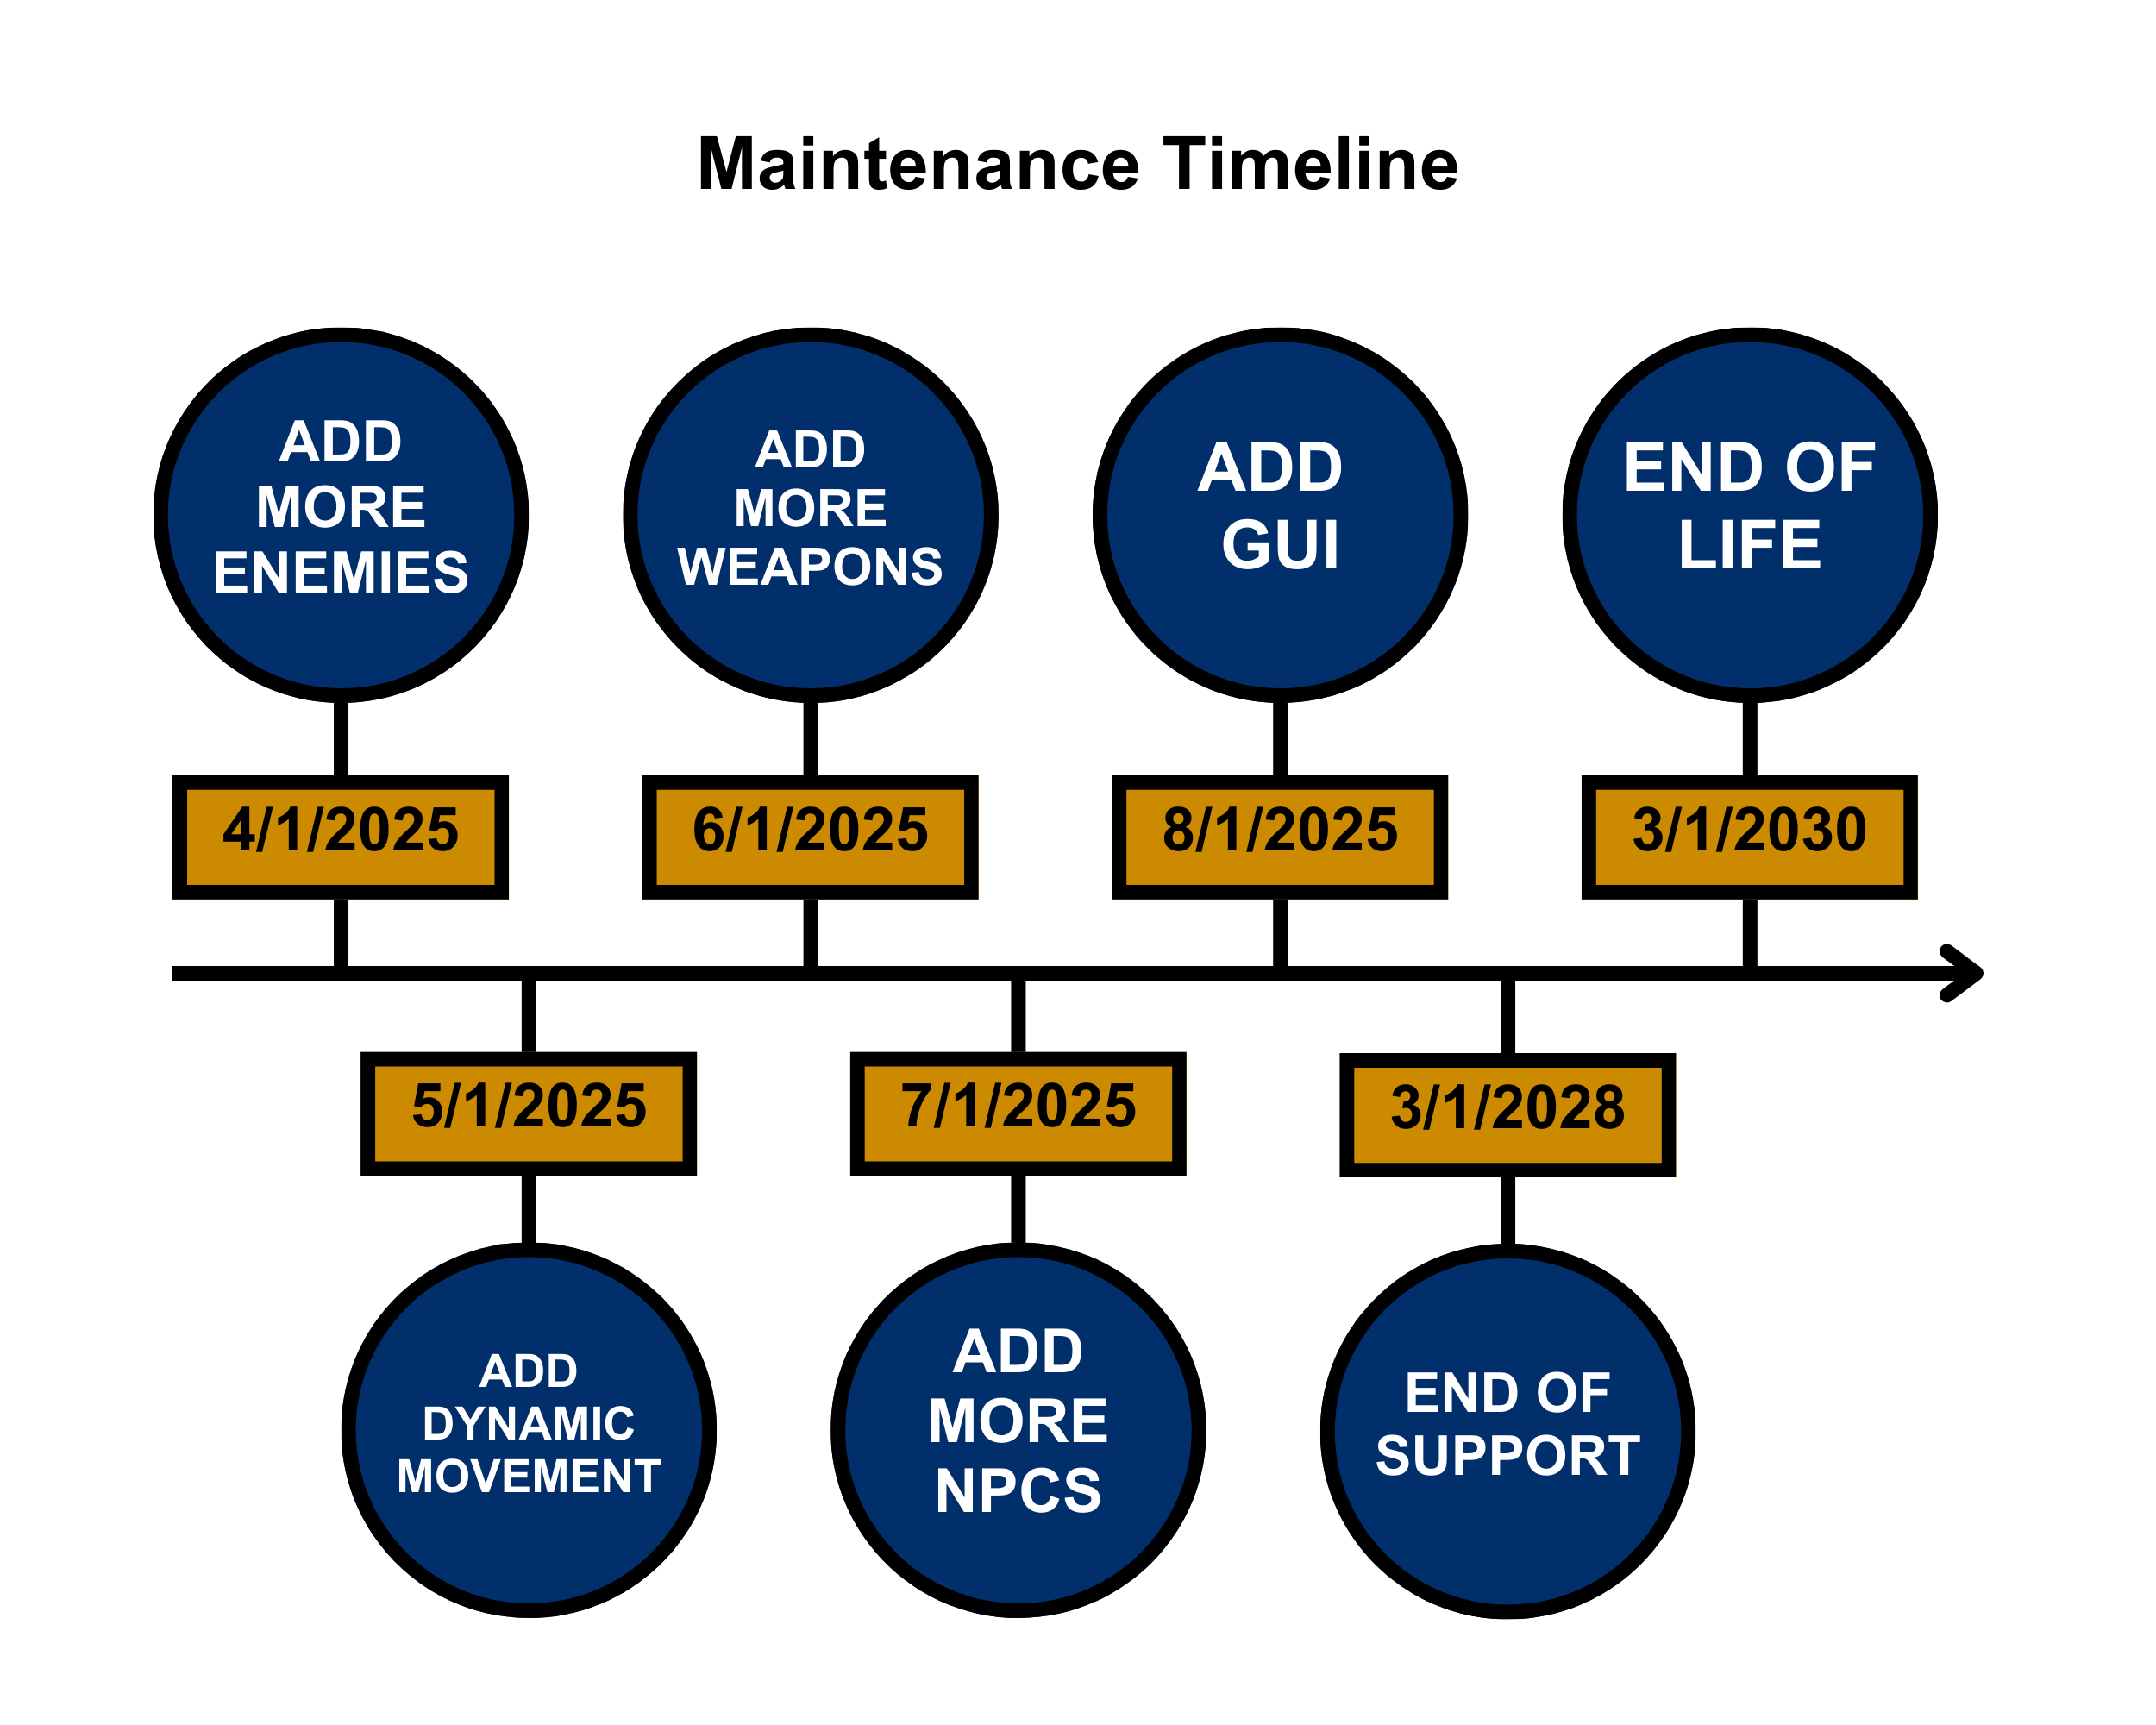 Maintenance Timeline
ADD
MORE
ENEMIES
4/1/2025
ADD
MORE
WEAPONS
6/1/2025
ADD
GUI
8/1/2025
END OF
LIFE
3/1/2030
5/1/2025
ADD
DYNAMIC
MOVEMENT
7/1/2025
ADD
MORE
NPCS
3/1/2028
END OF
SUPPORT